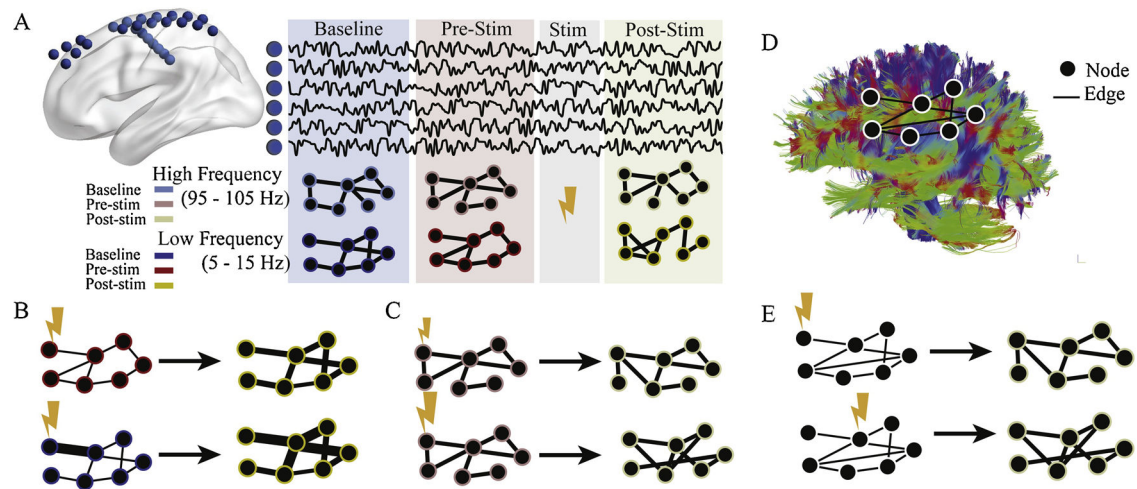 A
Baseline
Pre-Stim
Stim
Post-Stim
High Frequency
(95 - 105 Hz)
Baseline
Pre-stim
Post-stim
Low Frequency
(5 - 15 Hz)
Baseline
Pre-stim
Post-stim
D
Node
Edge
B
C
E